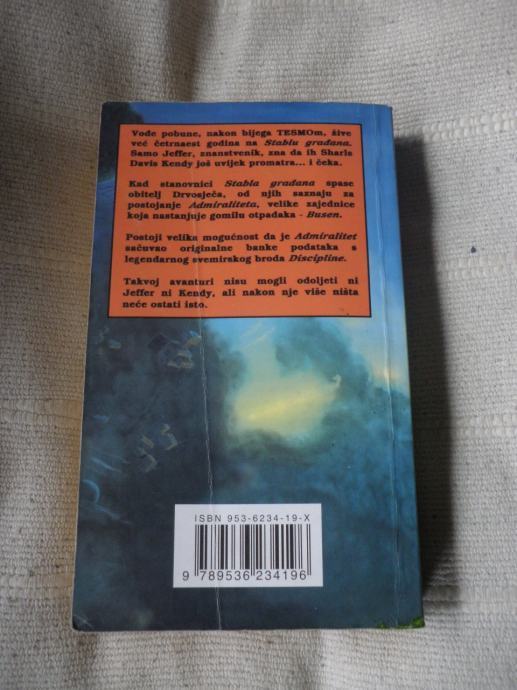 Vođe pobune, nakon bijega TESMOm, žive
već četrnaest godina na Stablu građana.
Samo Jeffer, znanstvenik, zna da ih Sharls
Davis Kendy još uvijek promatra... i čeka.
Kad stanovnici Stabla građana spase
obitelj Drvosječa, od njih saznaju za
postojanje Admiraliteta, velike zajednice
koja nastanjuje gomilu otpadaka - Busen.
Postoji velika mogućnost da je Admiralitet
sačuvao originalne banke podataka s
legendarnog svemirskog broda Discipline.
Takvoj avanturi nisu mogli odoljeti ni
Jeffer ni Kendy, ali nakon nje više ništa
neće ostati isto.
ISBN 953-6234-19-X
9 789536 234196